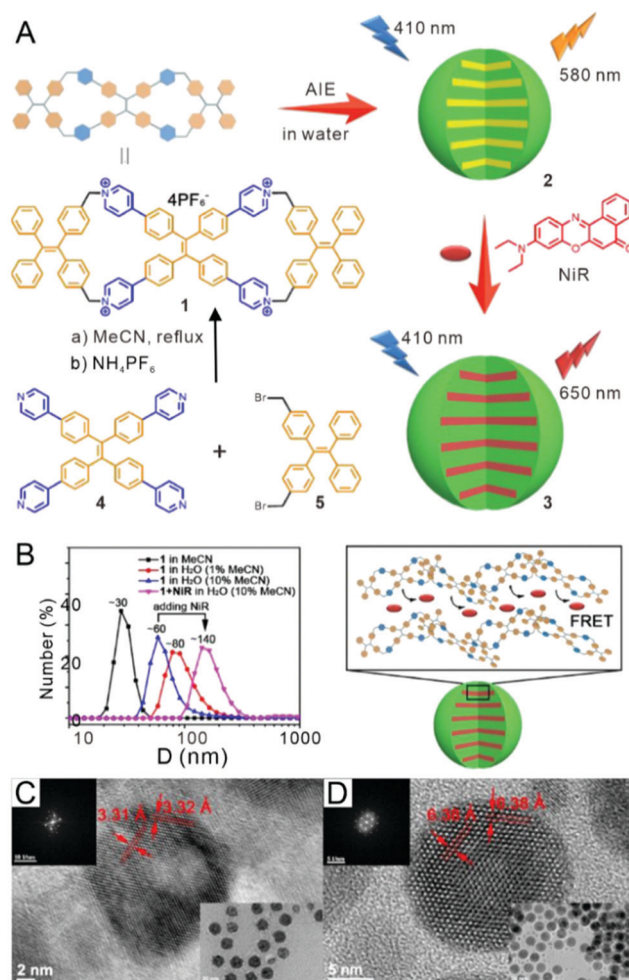 A
410 nm
580 nm
AIE
in water
2
4PF₆⁻
N⊕
N⊕
N⊕
N⊕
1
a) MeCN, reflux
b) NH₄PF₆
N
O
O
N
NiR
410 nm
650 nm
3
N
N
N
N
4
+
Br
Br
5
B
1 in MeCN
1 in H₂O (1% MeCN)
1 in H₂O (10% MeCN)
1+NiR in H₂O (10% MeCN)
adding NiR
~30
~60
~80
~140
Number (%)
40
20
0
10
100
1000
D (nm)
FRET
C
3.31 Å
3.32 Å
2 nm
D
6.38 Å
5 nm